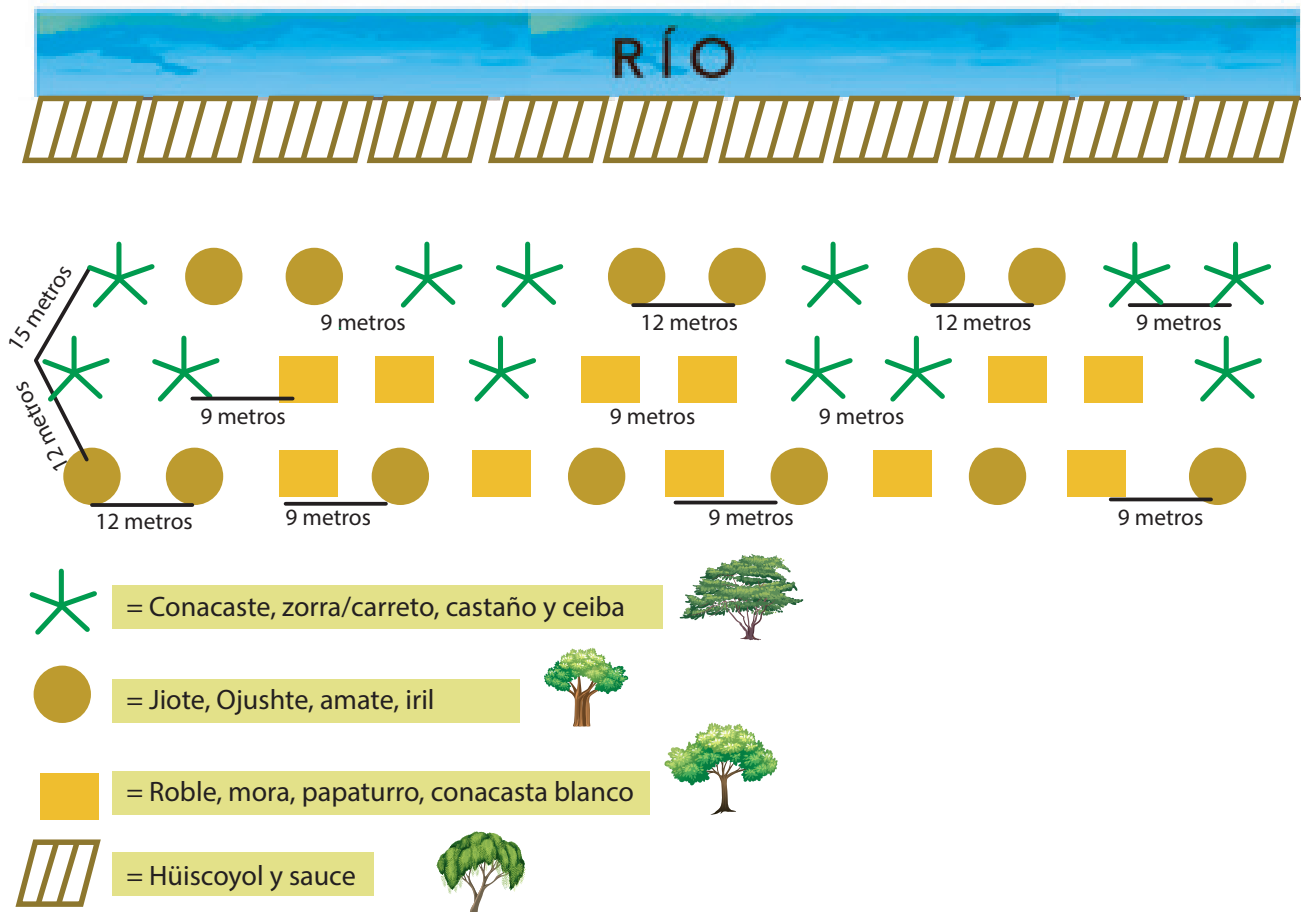 RÍO
15 metros
9 metros
12 metros
12 metros
9 metros
12 metros
9 metros
9 metros
9 metros
12 metros
9 metros
9 metros
9 metros
= Conacaste, zorra/carreto, castaño y ceiba
= Jiote, Ojushte, amate, iril
= Roble, mora, papaturro, conacasta blanco
= Hüiscoyol y sauce